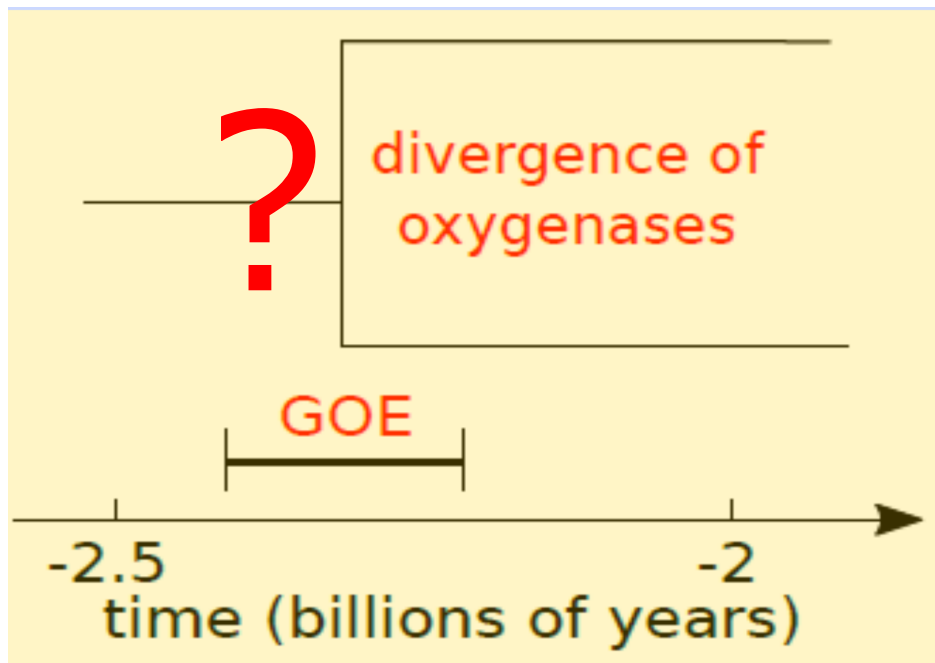 ?
divergence of
oxygenases
GOE
-2.5 -2
time (billions of years)